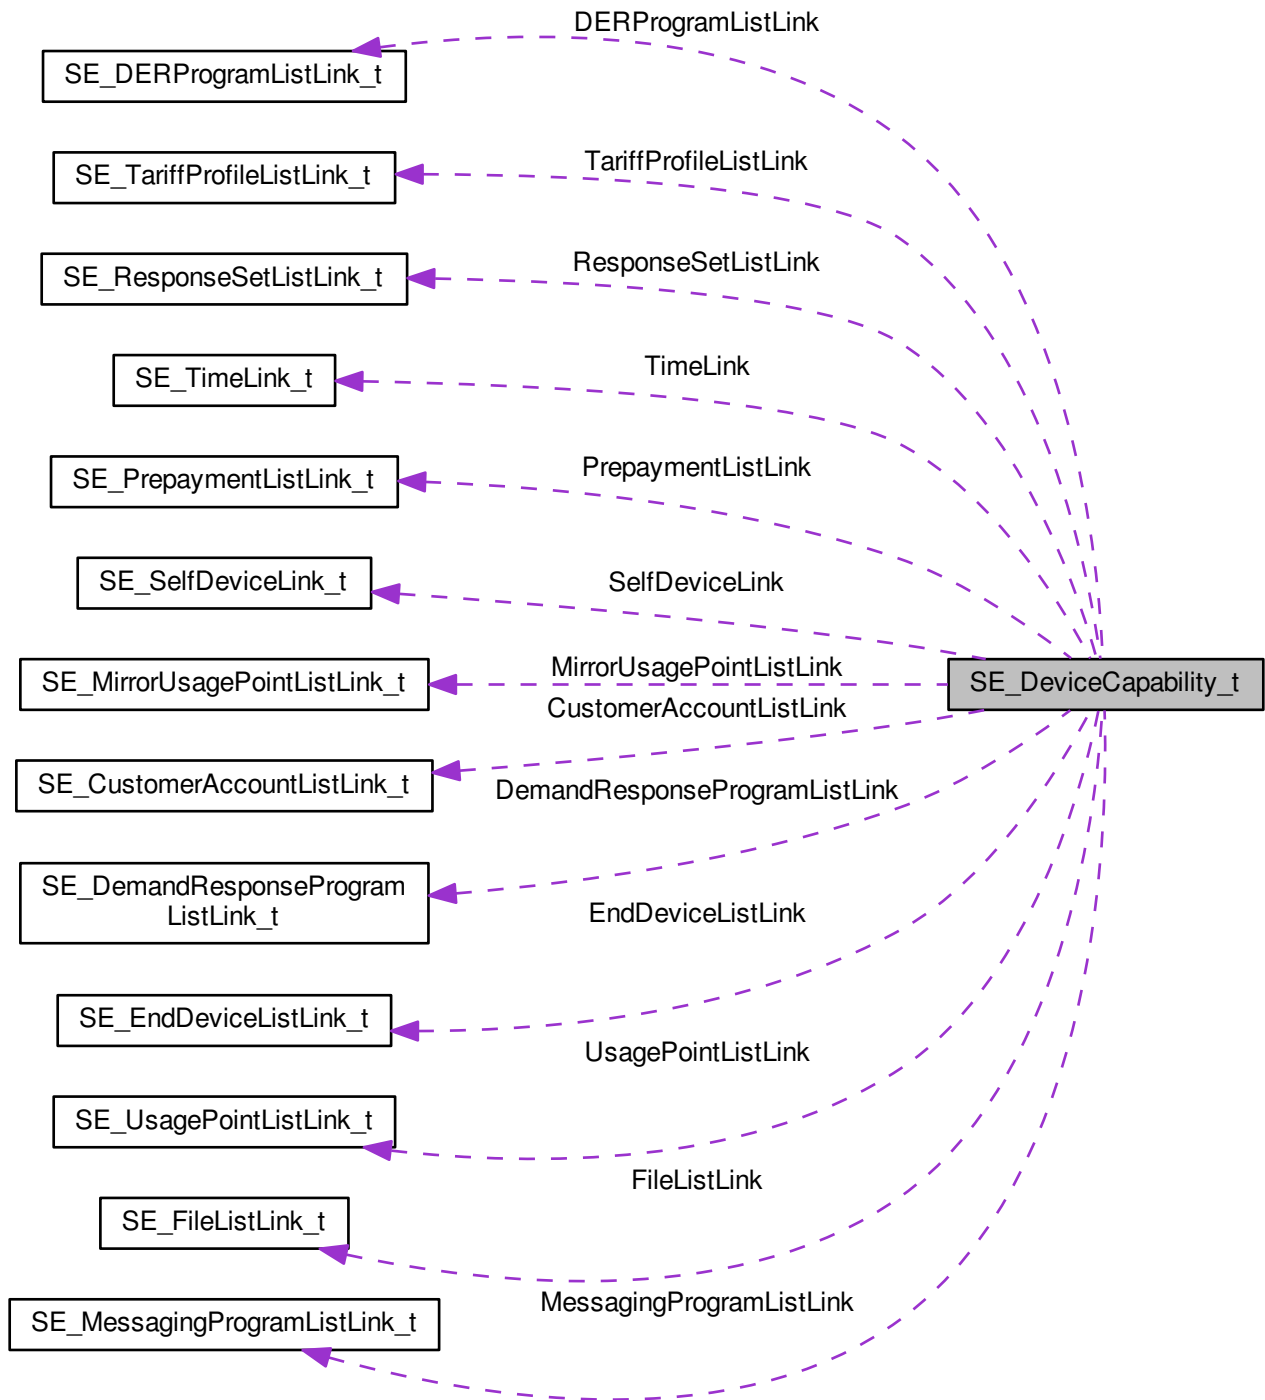 DERProgramListLink
SE_DERProgramListLink_t
TariffProfileListLink
SE_TariffProfileListLink_t
ResponseSetListLink
SE_ResponseSetListLink_t
TimeLink
SE_TimeLink_t
PrepaymentListLink
SE_PrepaymentListLink_t
SelfDeviceLink
SE_SelfDeviceLink_t
MirrorUsagePointListLink
SE_MirrorUsagePointListLink_t
SE_DeviceCapability_t
CustomerAccountListLink
SE_CustomerAccountListLink_t
DemandResponseProgramListLink
SE_DemandResponseProgram
ListLink_t
EndDeviceListLink
SE_EndDeviceListLink_t
UsagePointListLink
SE_UsagePointListLink_t
FileListLink
SE_FileListLink_t
MessagingProgramListLink
SE_MessagingProgramListLink_t